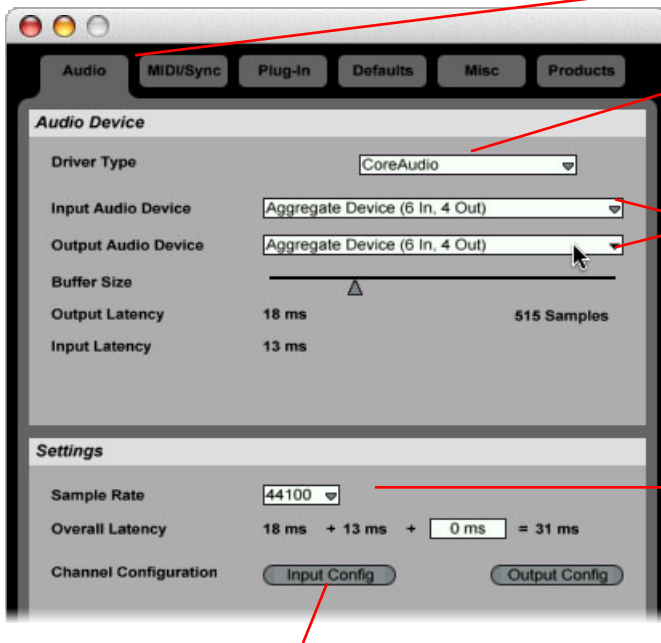 Audio MIDI/Sync Plug-In Defaults Misc Products
Audio Device
Driver Type CoreAudio
Input Audio Device Aggregate Device (6 In, 4 Out)
Output Audio Device Aggregate Device (6 In, 4 Out)
Buffer Size
Output Latency 18 ms 515 Samples
Input Latency 13 ms
Settings
Sample Rate 44100
Overall Latency 18 ms + 13 ms + 0 ms = 31 ms
Channel Configuration Input Config Output Config